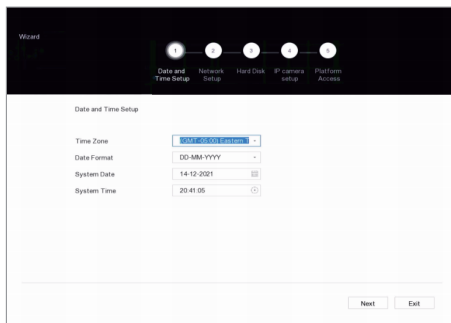 Wizard
1 2 3 4 5
Date and Time Setup
Network Setup
Hard Disk
IP camera setup
Platform Access
Date and Time Setup
Time Zone (GMT-05:00) Eastern T
Date Format DD-MM-YYYY
System Date 14-12-2021
System Time 20:41:05
Next Exit